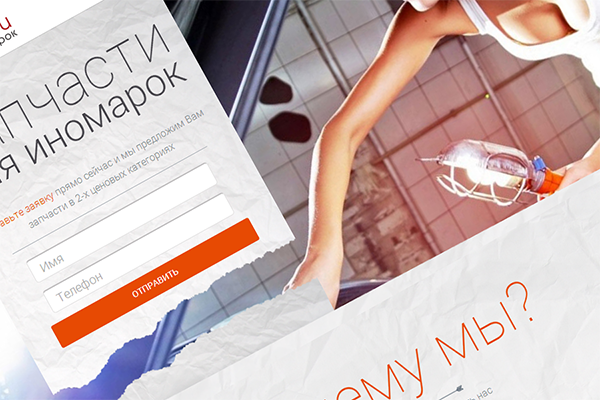 u
рок
пчасти
я иномарок
авьте заявку прямо сейчас и мы предложим Вам
запчасти в 2-х ценовых категориях
Имя
Телефон
ОТПРАВИТЬ
ему мы?
ь нас